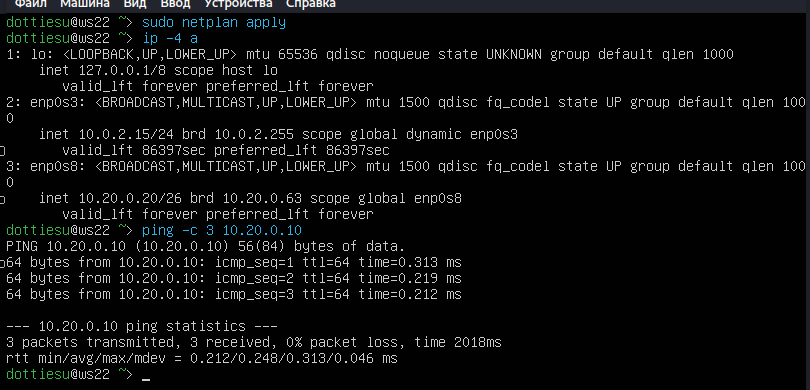 Файл Машина Вид Ввод Устройства Справка
dottiesu@ws22 ~> sudo netplan apply
dottiesu@ws22 ~> ip -4 a
1: lo: <LOOPBACK,UP,LOWER_UP> mtu 65536 qdisc noqueue state UNKNOWN group default qlen 1000
inet 127.0.0.1/8 scope host lo
valid_lft forever preferred_lft forever
2: enp0s3: <BROADCAST,MULTICAST,UP,LOWER_UP> mtu 1500 qdisc fq_codel state UP group default qlen 100
0
inet 10.0.2.15/24 brd 10.0.2.255 scope global dynamic enp0s3
valid_lft 86397sec preferred_lft 86397sec
3: enp0s8: <BROADCAST,MULTICAST,UP,LOWER_UP> mtu 1500 qdisc fq_codel state UP group default qlen 100
0
inet 10.20.0.20/26 brd 10.20.0.63 scope global enp0s8
valid_lft forever preferred_lft forever
dottiesu@ws22 ~> ping -c 3 10.20.0.10
PING 10.20.0.10 (10.20.0.10) 56(84) bytes of data.
64 bytes from 10.20.0.10: icmp_seq=1 ttl=64 time=0.313 ms
64 bytes from 10.20.0.10: icmp_seq=2 ttl=64 time=0.219 ms
64 bytes from 10.20.0.10: icmp_seq=3 ttl=64 time=0.212 ms
--- 10.20.0.10 ping statistics ---
3 packets transmitted, 3 received, 0% packet loss, time 2018ms
rtt min/avg/max/mdev = 0.212/0.248/0.313/0.046 ms
dottiesu@ws22 ~> _